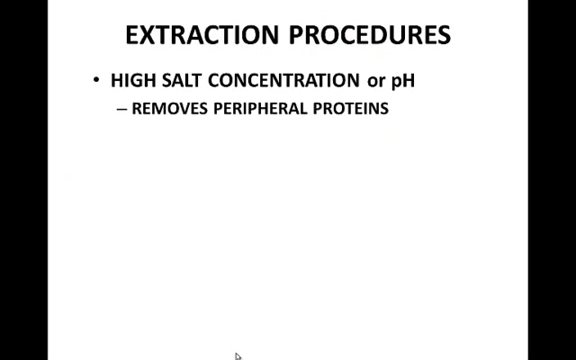 EXTRACTION PROCEDURES
• HIGH SALT CONCENTRATION or pH
– REMOVES PERIPHERAL PROTEINS